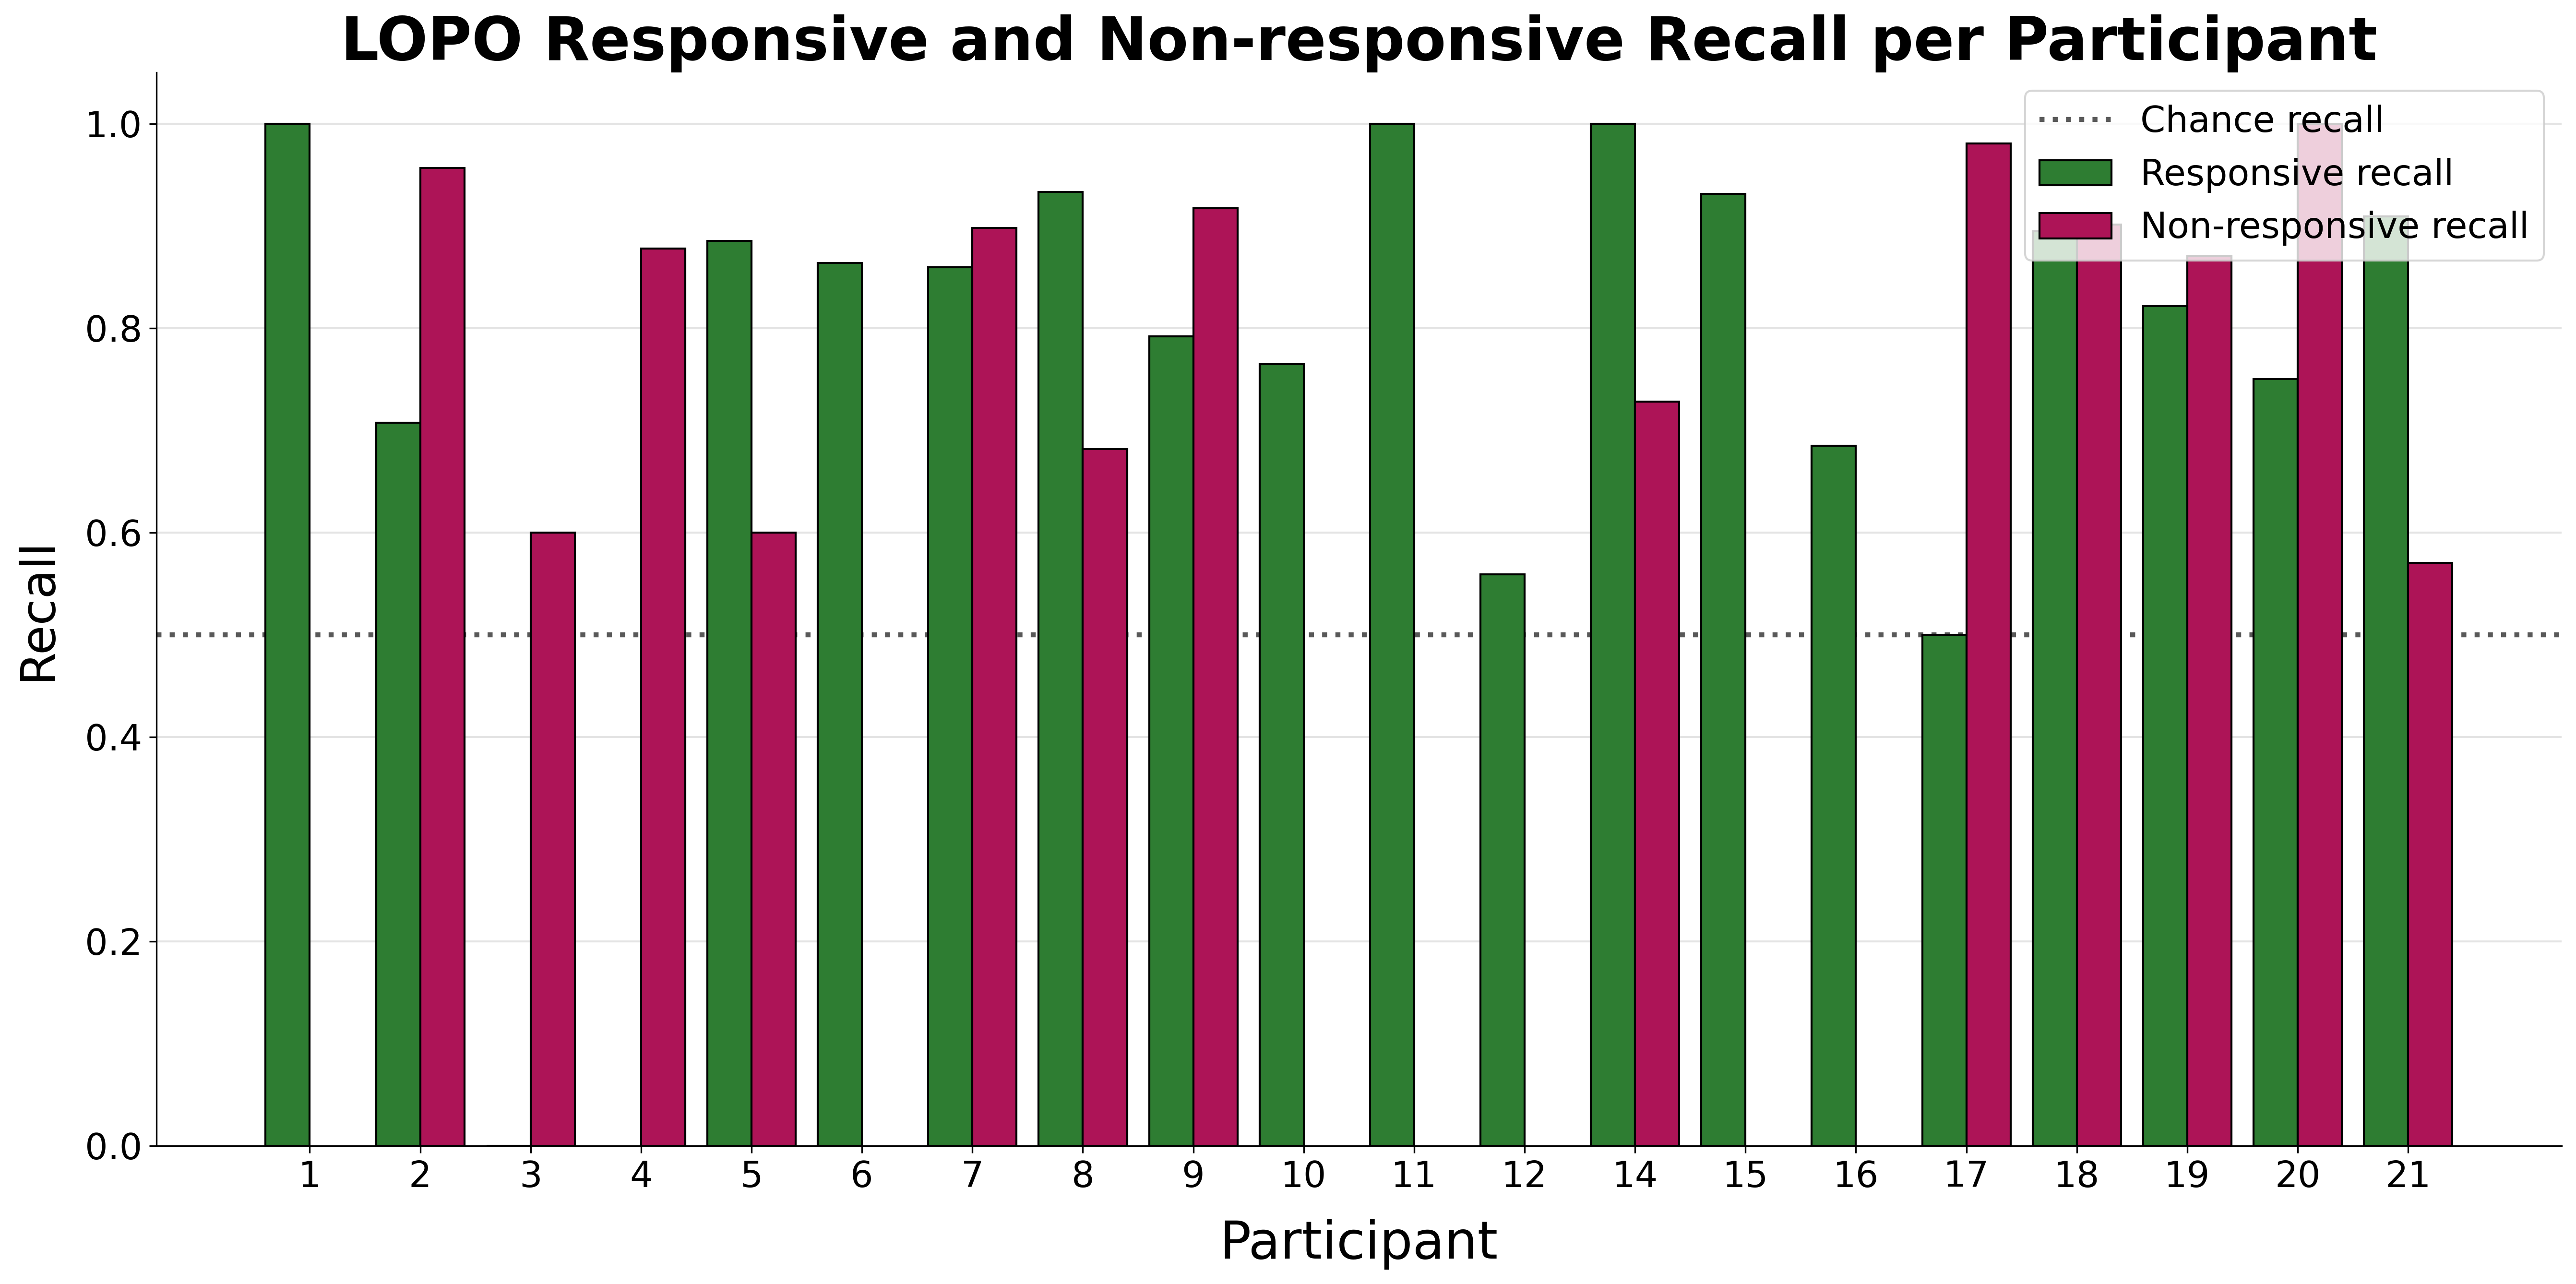 LOPO Responsive and Non-responsive Recall per Participant
Chance recall
Responsive recall
Non-responsive recall
1.0
0.8
0.6
0.4
0.2
0.0
Recall
1 2 3 4 5 6 7 8 9 10 11 12 14 15 16 17 18 19 20 21
Participant